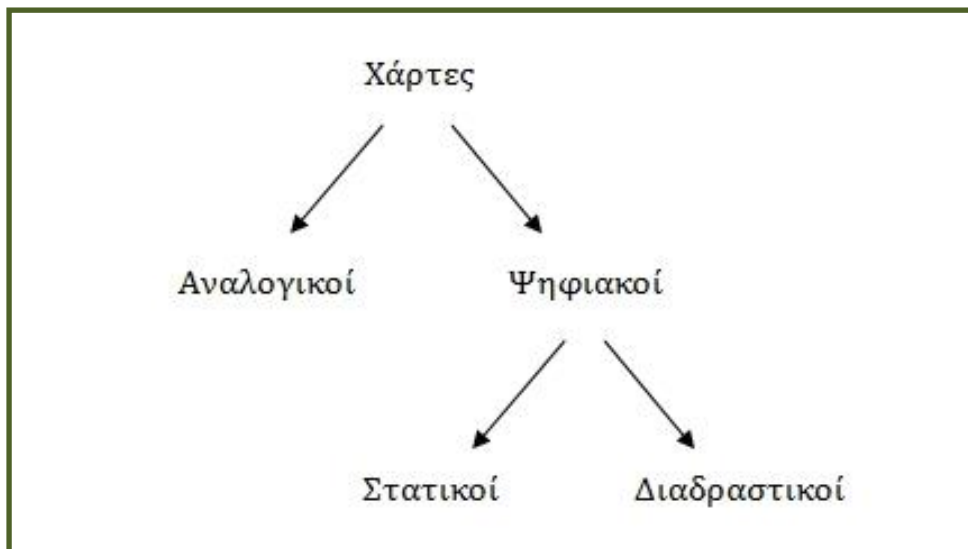 Χάρτες
Αναλογικοί Ψηφιακοί
Στατικοί Διαδραστικοί